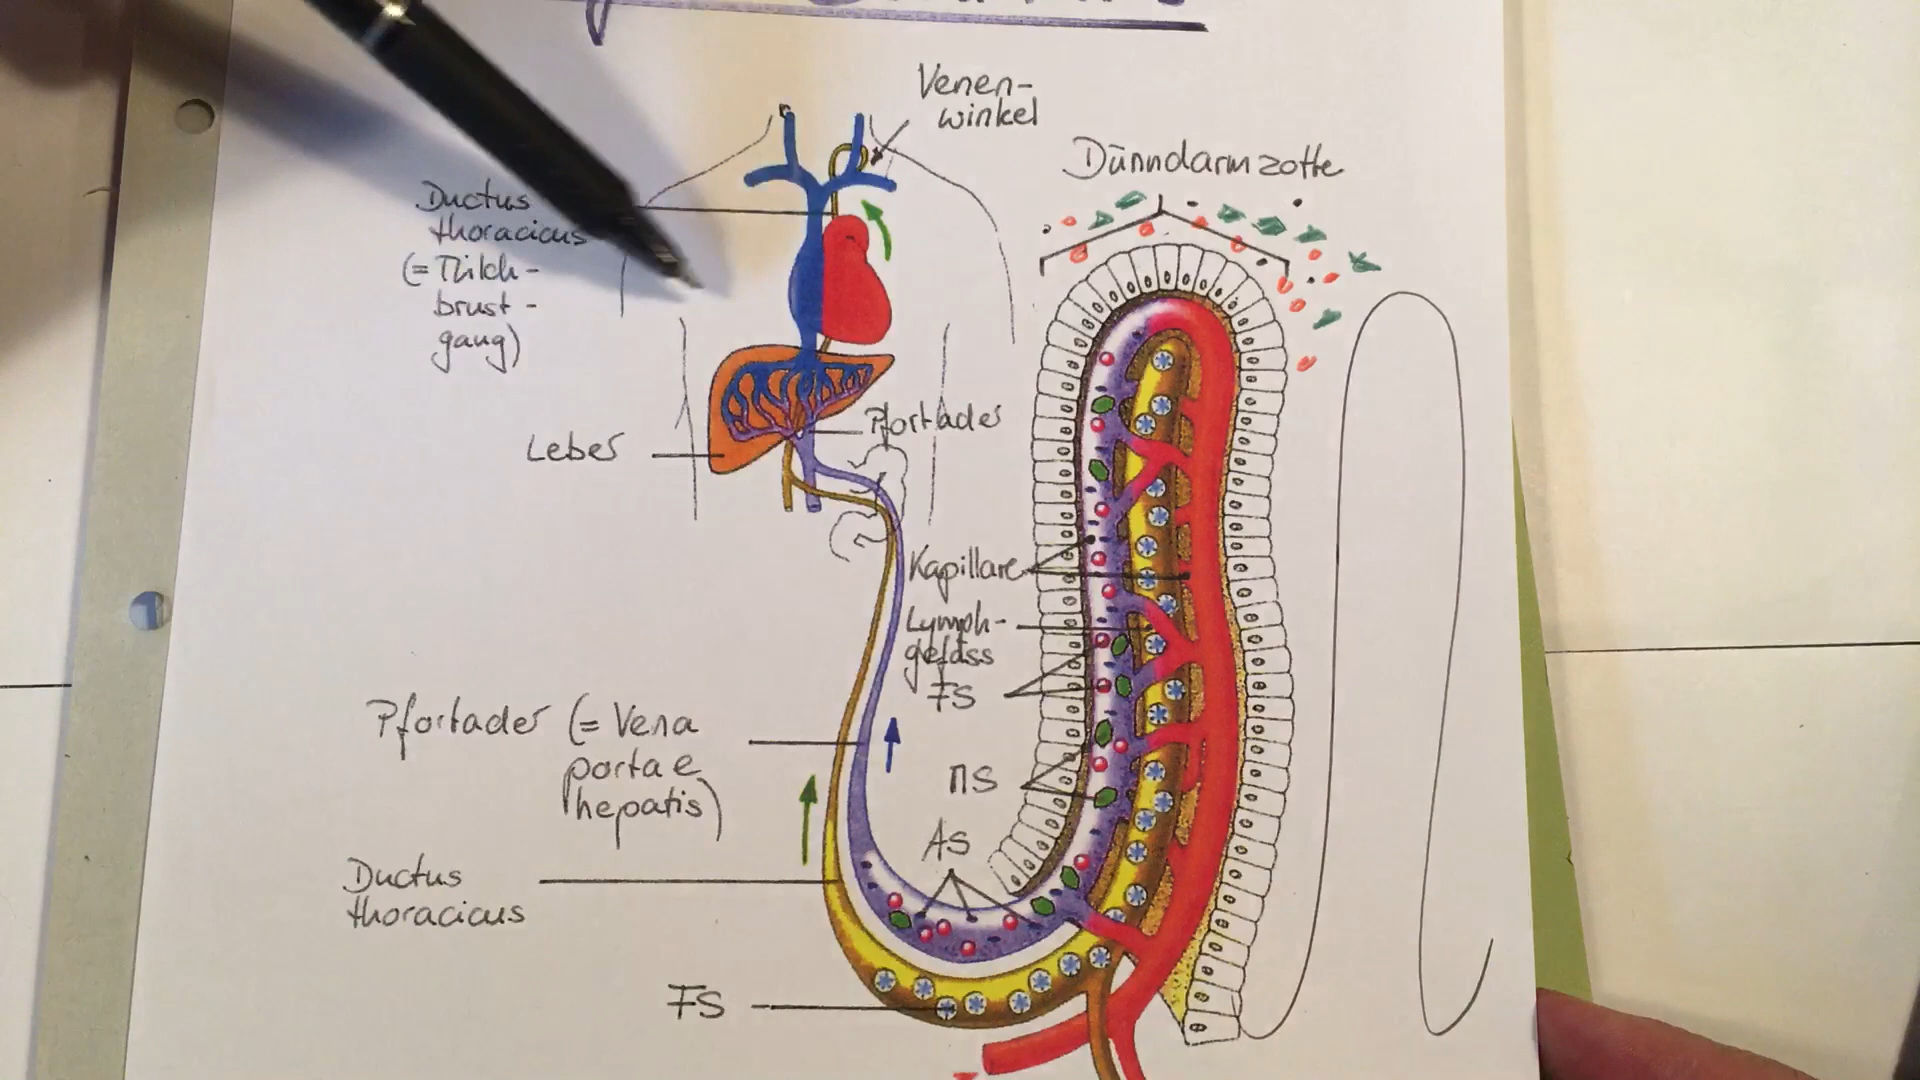 Venen-
winkel
Dünndarmzotte
Ductus
thoracicus
(= Milch-
brust-
gang)
Pfortader
Leber
Kapillare
Lymph-
gefäss
FS
Pfortader (= Vena
portae
hepatis)
MS
AS
Ductus
thoracicus
FS